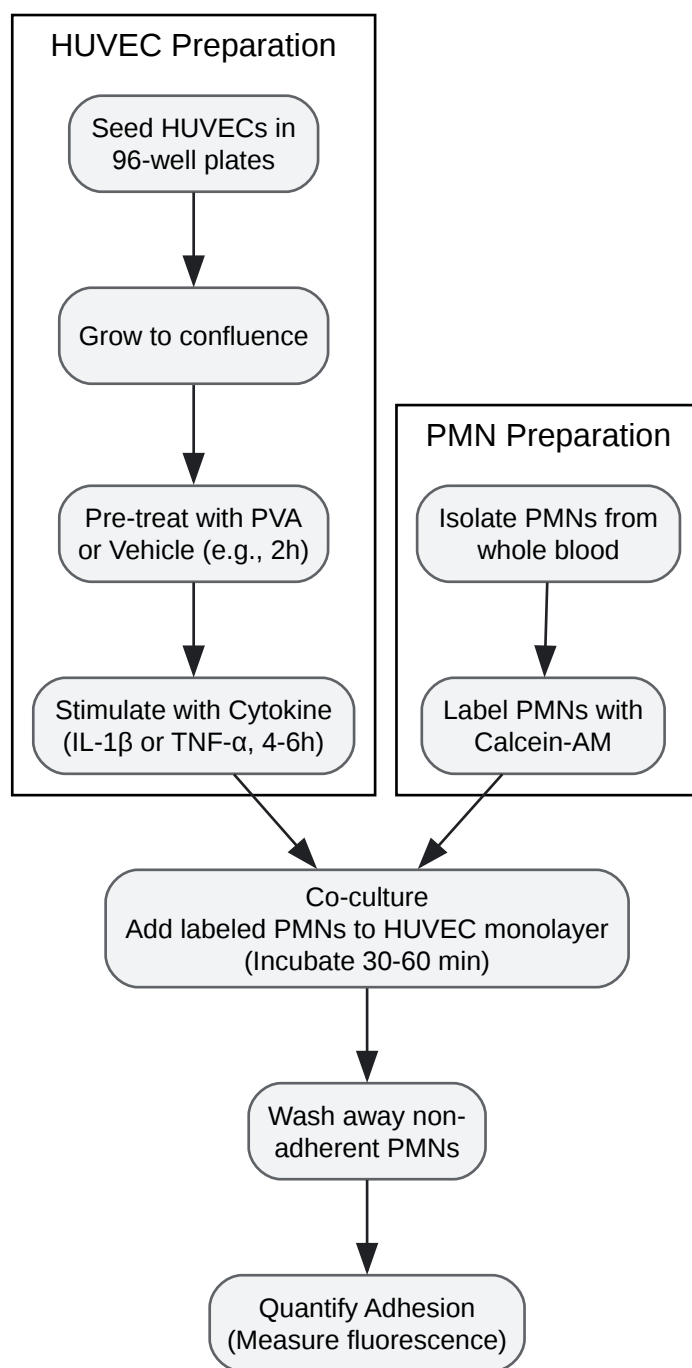 HUVEC Preparation
Seed HUVECs in
96-well plates
Grow to confluence
Pre-treat with PVA
or Vehicle (e.g., 2h)
Stimulate with Cytokine
(IL-1β or TNF-α, 4-6h)
PMN Preparation
Isolate PMNs from
whole blood
Label PMNs with
Calcein-AM
Co-culture
Add labeled PMNs to HUVEC monolayer
(Incubate 30-60 min)
Wash away non-
adherent PMNs
Quantify Adhesion
(Measure fluorescence)